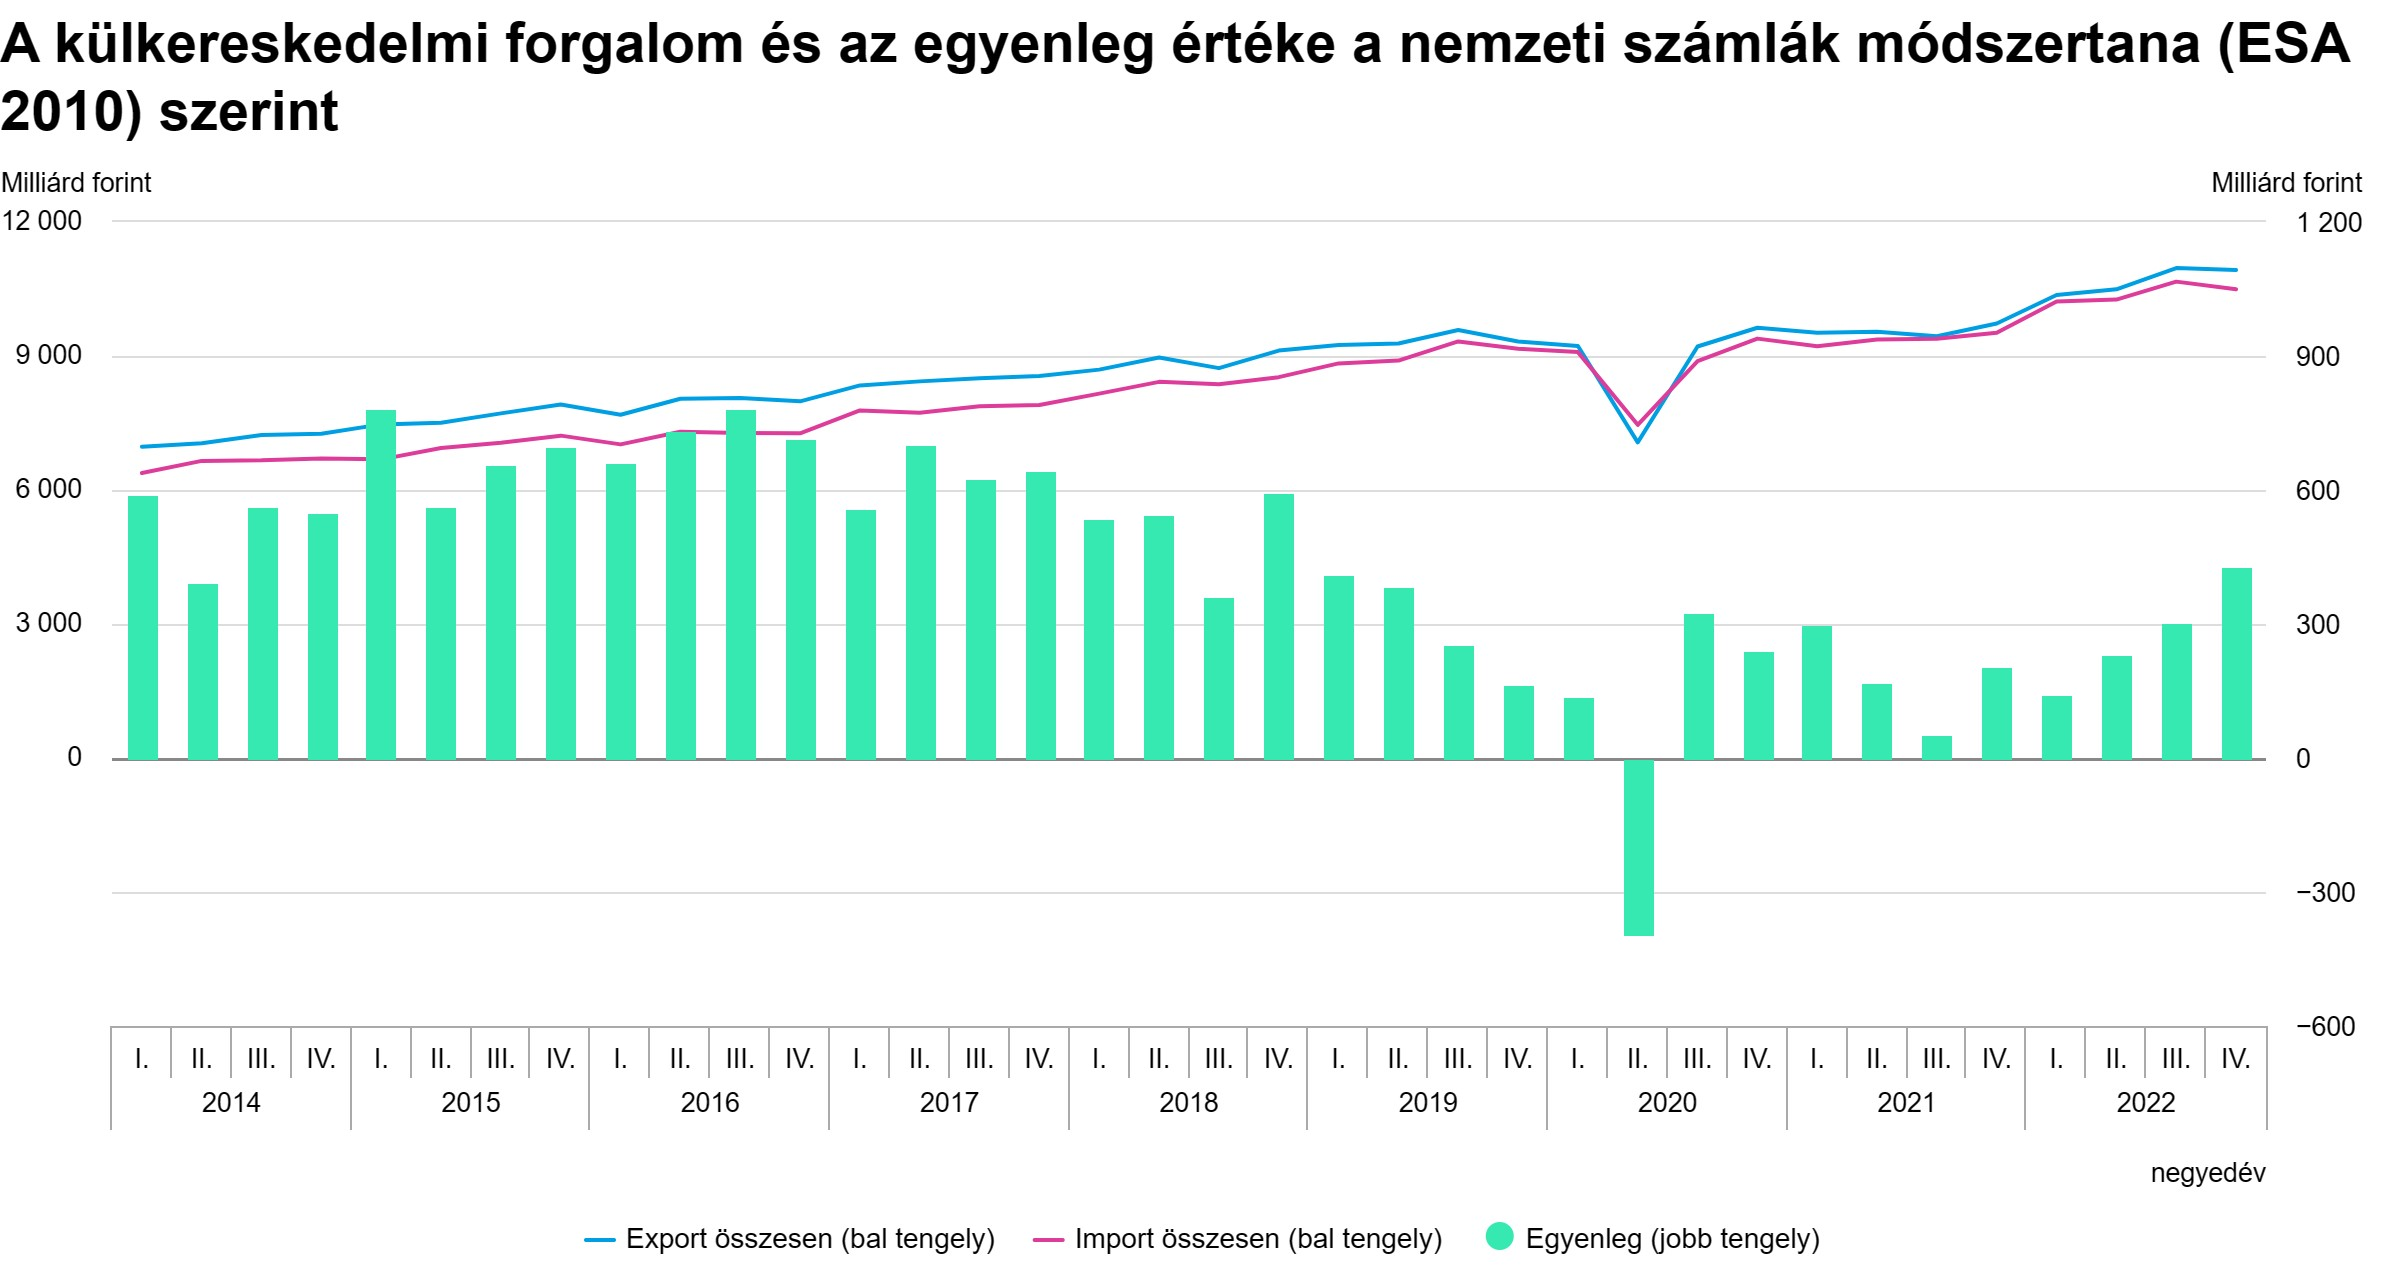 A külkereskedelmi forgalom és az egyenleg értéke a nemzeti számlák módszertana (ESA
2010) szerint
Milliárd forint Milliárd forint
12 000 1 200
9 000 900
6 000 600
3 000 300
0 0
−300
−600
I. II. III. IV. I. II. III. IV. I. II. III. IV. I. II. III. IV. I. II. III. IV. I. II. III. IV. I. II. III. IV. I. II. III. IV. I. II. III. IV.
2014 2015 2016 2017 2018 2019 2020 2021 2022
negyedév
Export összesen (bal tengely) Import összesen (bal tengely) Egyenleg (jobb tengely)